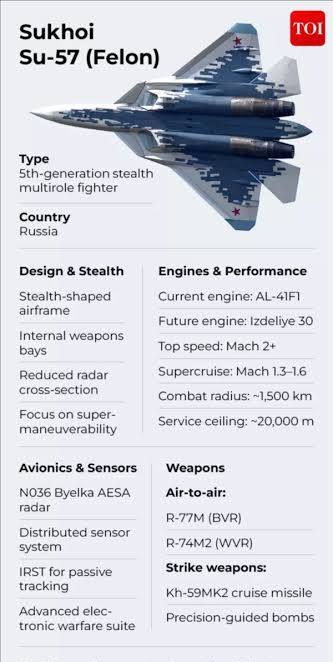 Sukhoi
Su-57 (Felon)
TOI
Type
5th-generation stealth
multirole fighter
Country
Russia
Design & Stealth
Stealth-shaped
airframe
Internal weapons
bays
Reduced radar
cross-section
Focus on super-
maneuverability
Engines & Performance
Current engine: AL-41F1
Future engine: Izdeliye 30
Top speed: Mach 2+
Supercruise: Mach 1.3–1.6
Combat radius: ~1,500 km
Service ceiling: ~20,000 m
Avionics & Sensors
N036 Byelka AESA
radar
Distributed sensor
system
IRST for passive
tracking
Advanced elec-
tronic warfare suite
Weapons
Air-to-air:
R-77M (BVR)
R-74M2 (WVR)
Strike weapons:
Kh-59MK2 cruise missile
Precision-guided bombs